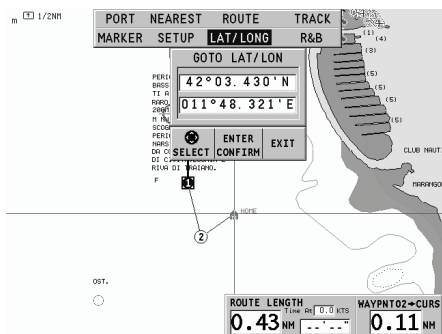 m 1/2NM
PORT NEAREST ROUTE TRACK
MARKER SETUP LAT/LONG R&B
GOTO LAT/LON
42°03.430'N
011°48.321'E
SELECT ENTER CONFIRM EXIT
(1)
(4)
(3)
(5)
(5)
(5)
(5)
PERI
BASS
TI A
RARO
200M
SCOG
PERI
NARS
DA CO
DI C
RIVA DI TRAIANO.
F
CLUB NAUT
MARANGO
HOME
2
OST.
ROUTE LENGTH
Time At 0.0 KTS
0.43 NM --'--"
WAYPNT02→CURS
0.11 NM